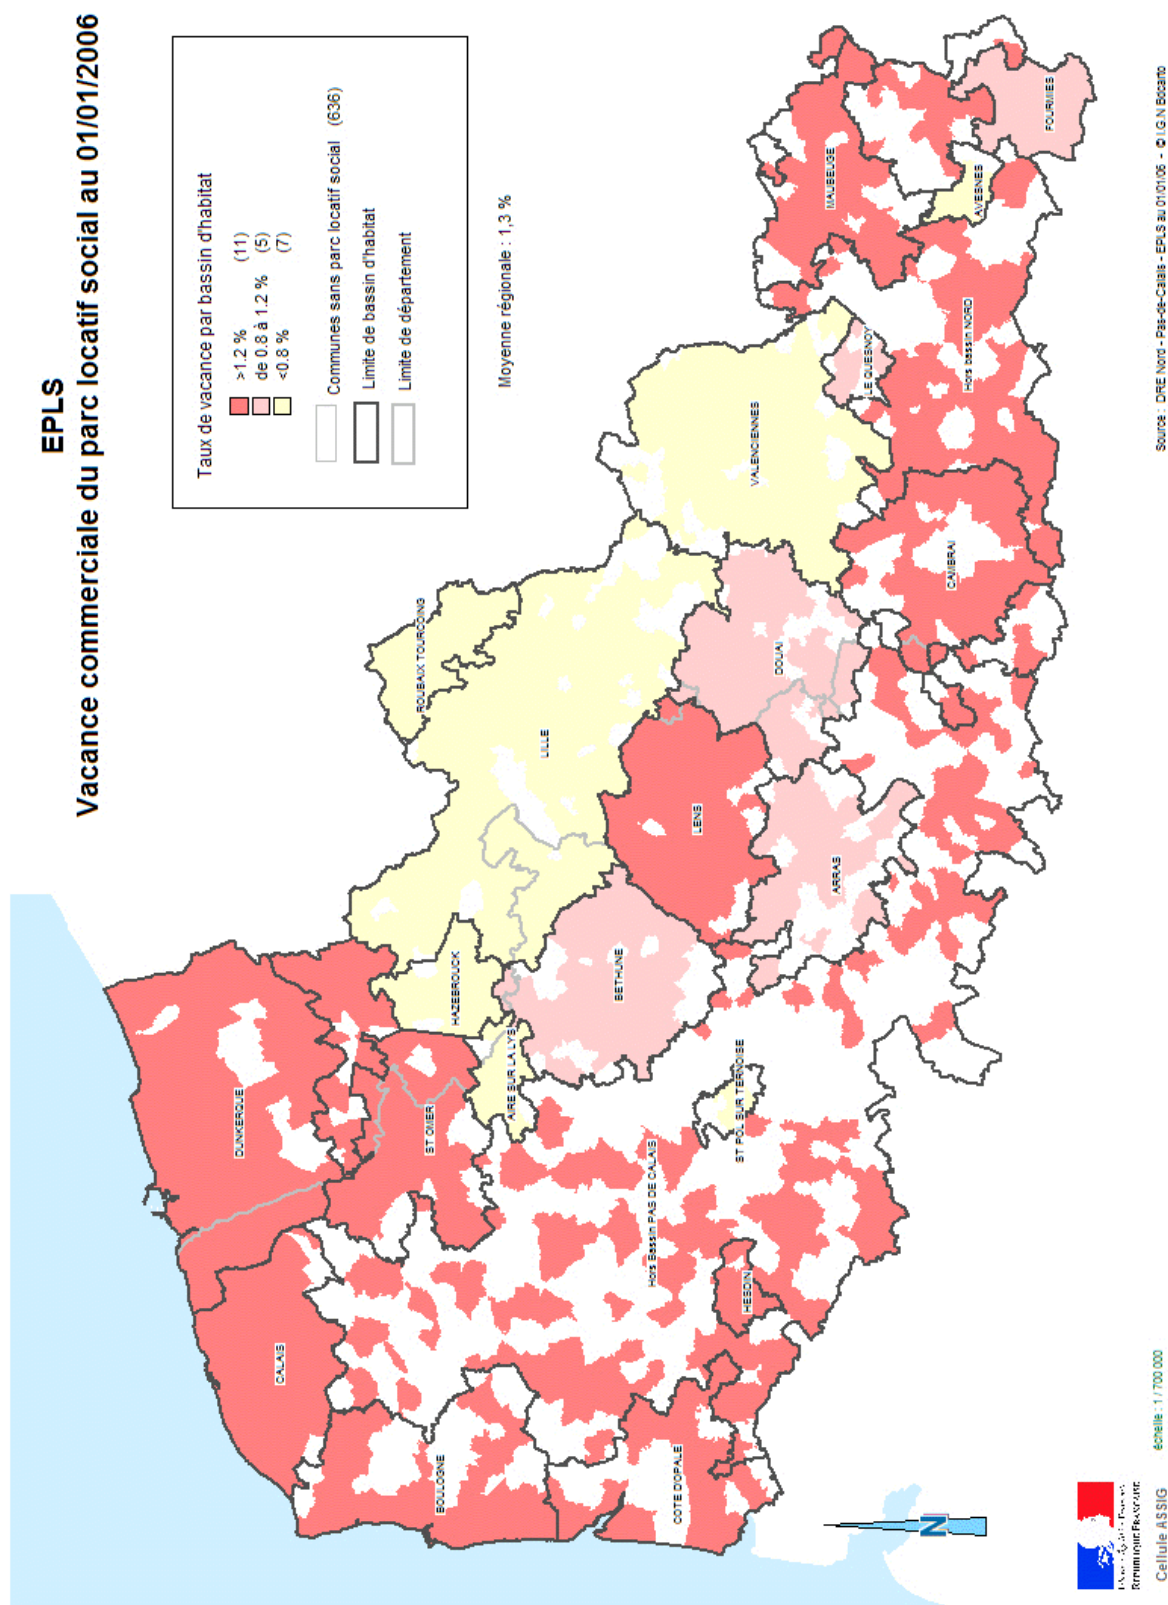 EPLS
Vacance commerciale du parc locatif social au 01/01/2006
Taux de vacance par bassin d'habitat
>1.2 % (11)
de 0.8 à 1.2 % (5)
<0.8 % (7)
Communes sans parc locatif social (636)
Limite de bassin d'habitat
Limite de département
Moyenne régionale : 1,3 %
DUNKERQUE
CALAIS
ST OMER
HAZEBROUCK
ROUBAIX TOURCOING
BOULOGNE
AIRE SUR LA LYS
LILLE
BETHUNE
Hors Bassin PAS DE CALAIS
COTE D'OPALE
LENS
ST POL SUR TERNOISE
HESDIN
DOUAI
VALENCIENNES
ARRAS
MAUBEUGE
LE QUESNOY
CAMBRAI
Hors bassin NORD
AVESNES
FOURMIES
N
RÉPUBLIQUE FRANÇAISE
Cellule ASSIG
échelle : 1 / 700 000
Source : DRE Nord - Pas-de-Calais - EPLS au 01/01/06 - © I.G.N Bdcarto